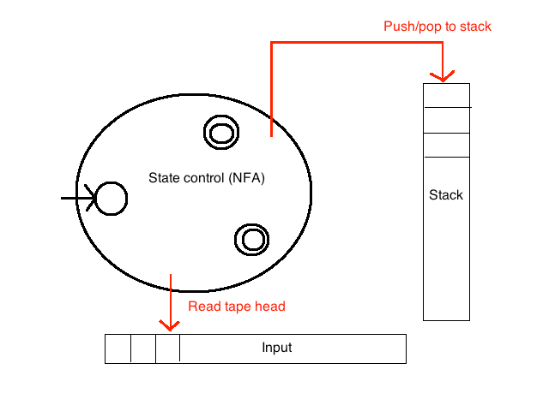 Push/pop to stack
State control (NFA)
Stack
Read tape head
Input